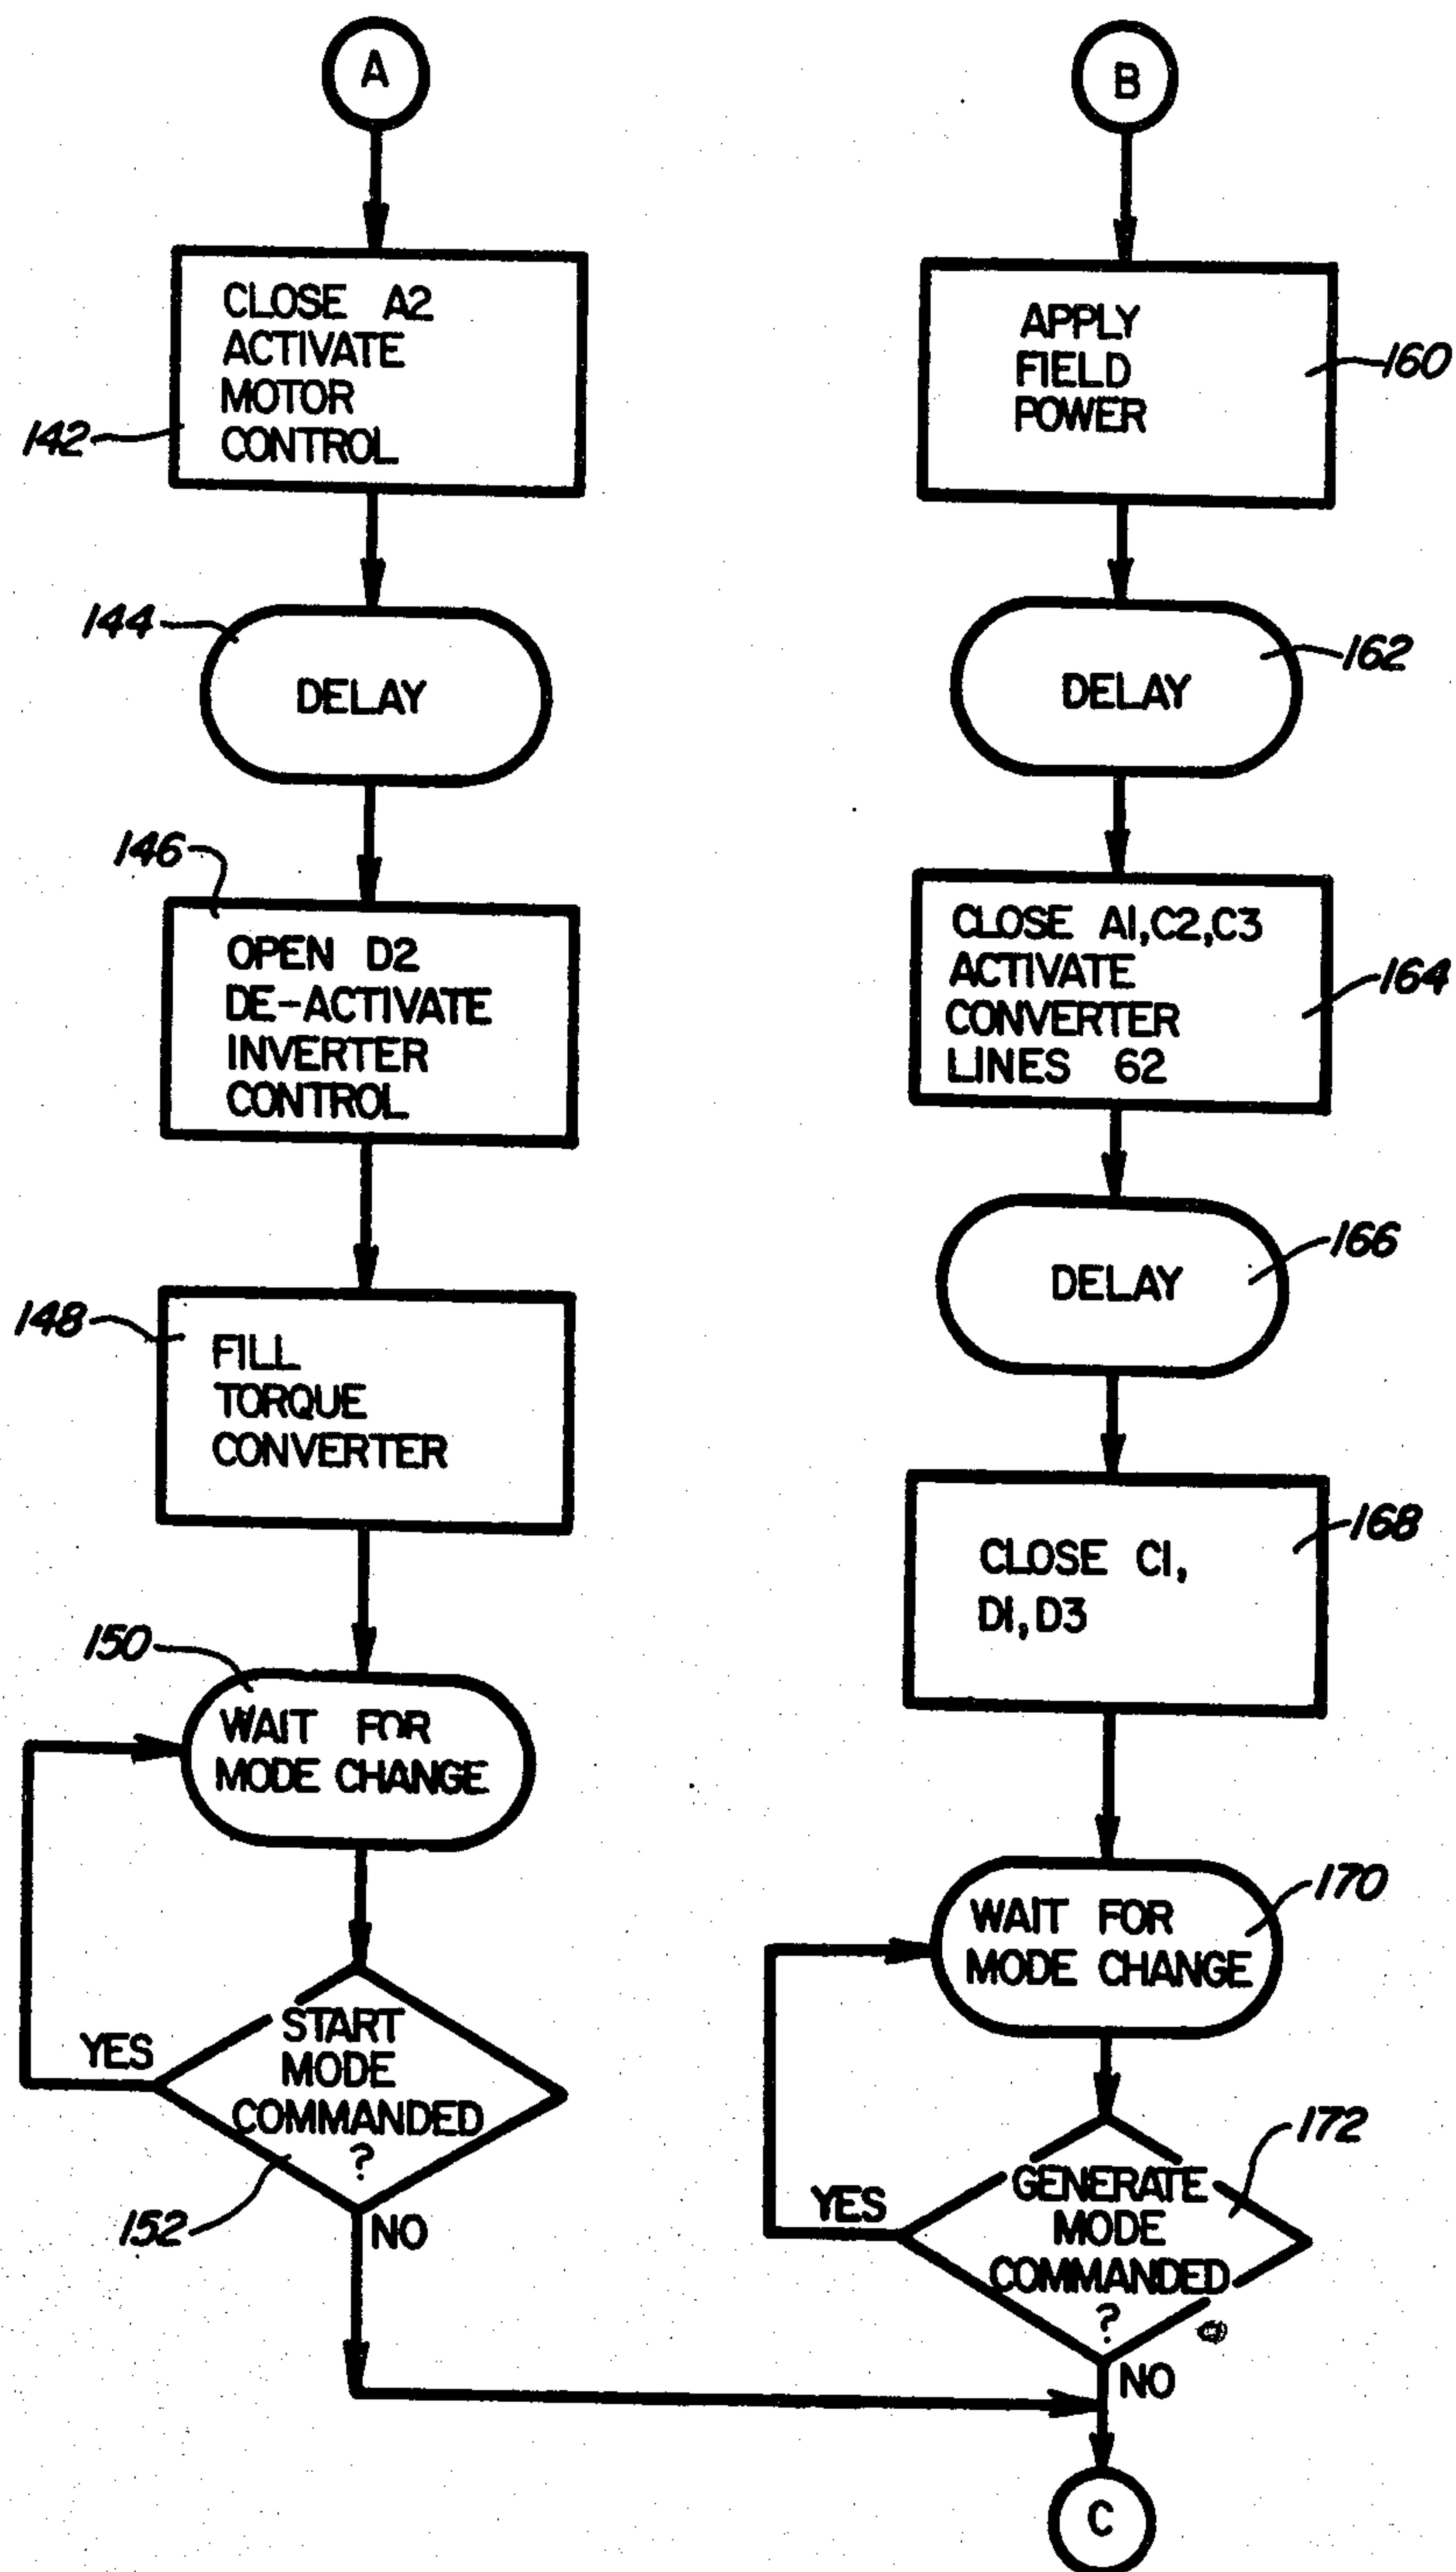 A
CLOSE A2
ACTIVATE
MOTOR
CONTROL
142
144
DELAY
146
OPEN D2
DE-ACTIVATE
INVERTER
CONTROL
148
FILL
TORQUE
CONVERTER
150
WAIT FOR
MODE CHANGE
START
MODE
COMMANDED
?
YES
152
NO
B
APPLY
FIELD
POWER
160
DELAY
162
CLOSE A1,C2,C3
ACTIVATE
CONVERTER
LINES 62
164
DELAY
166
CLOSE C1,
D1,D3
168
WAIT FOR
MODE CHANGE
170
GENERATE
MODE
COMMANDED
?
172
YES
NO
C